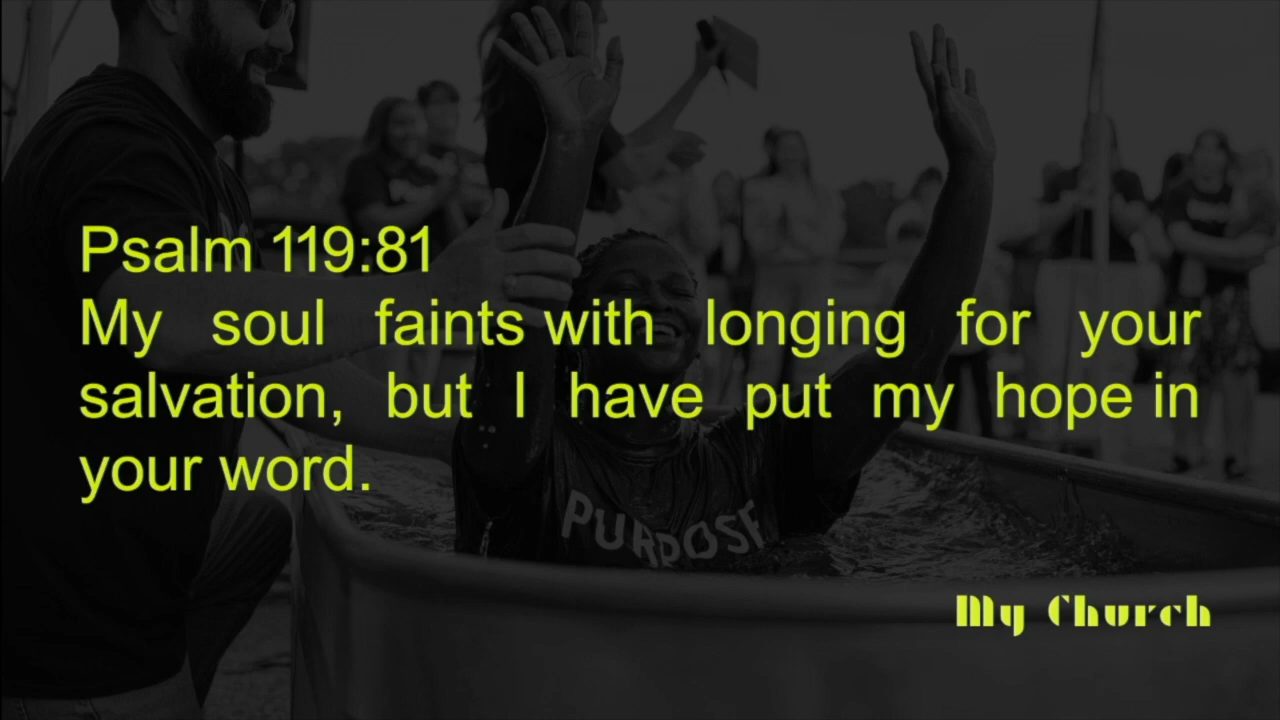 Psalm 119:81
My soul faints with longing for your
salvation, but I have put my hope in
your word.
PURPOSE
My Church